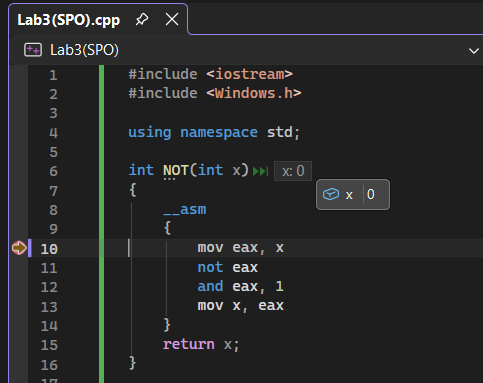 Lab3(SPO).cpp
Lab3(SPO)
1 #include <iostream>
2 #include <Windows.h>
3
4 using namespace std;
5
6 int NOT(int x) x: 0
7 {
x 0
8 __asm
9 {
10 mov eax, x
11 not eax
12 and eax, 1
13 mov x, eax
14 }
15 return x;
16 }